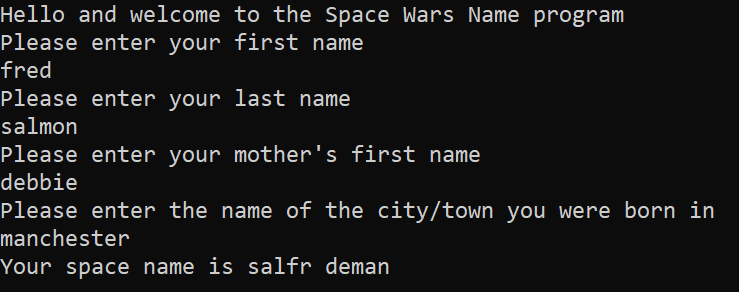 Hello and welcome to the Space Wars Name program
Please enter your first name
fred
Please enter your last name
salmon
Please enter your mother's first name
debbie
Please enter the name of the city/town you were born in
manchester
Your space name is salfr deman